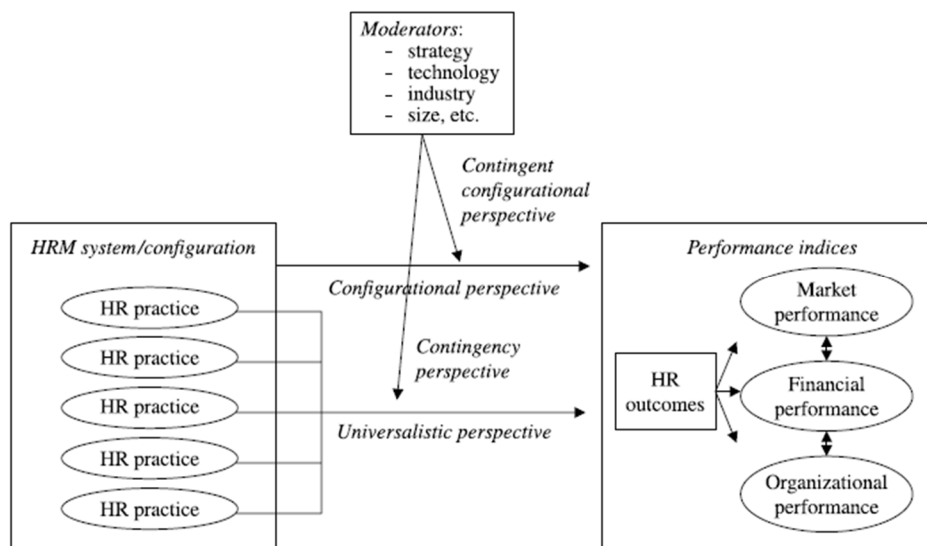 Moderators:
- strategy
- technology
- industry
- size, etc.
Contingent
configurational
perspective
HRM system/configuration
HR practice
HR practice
HR practice
HR practice
HR practice
Configurational perspective
Contingency
perspective
Universalistic perspective
Performance indices
HR
outcomes
Market
performance
Financial
performance
Organizational
performance